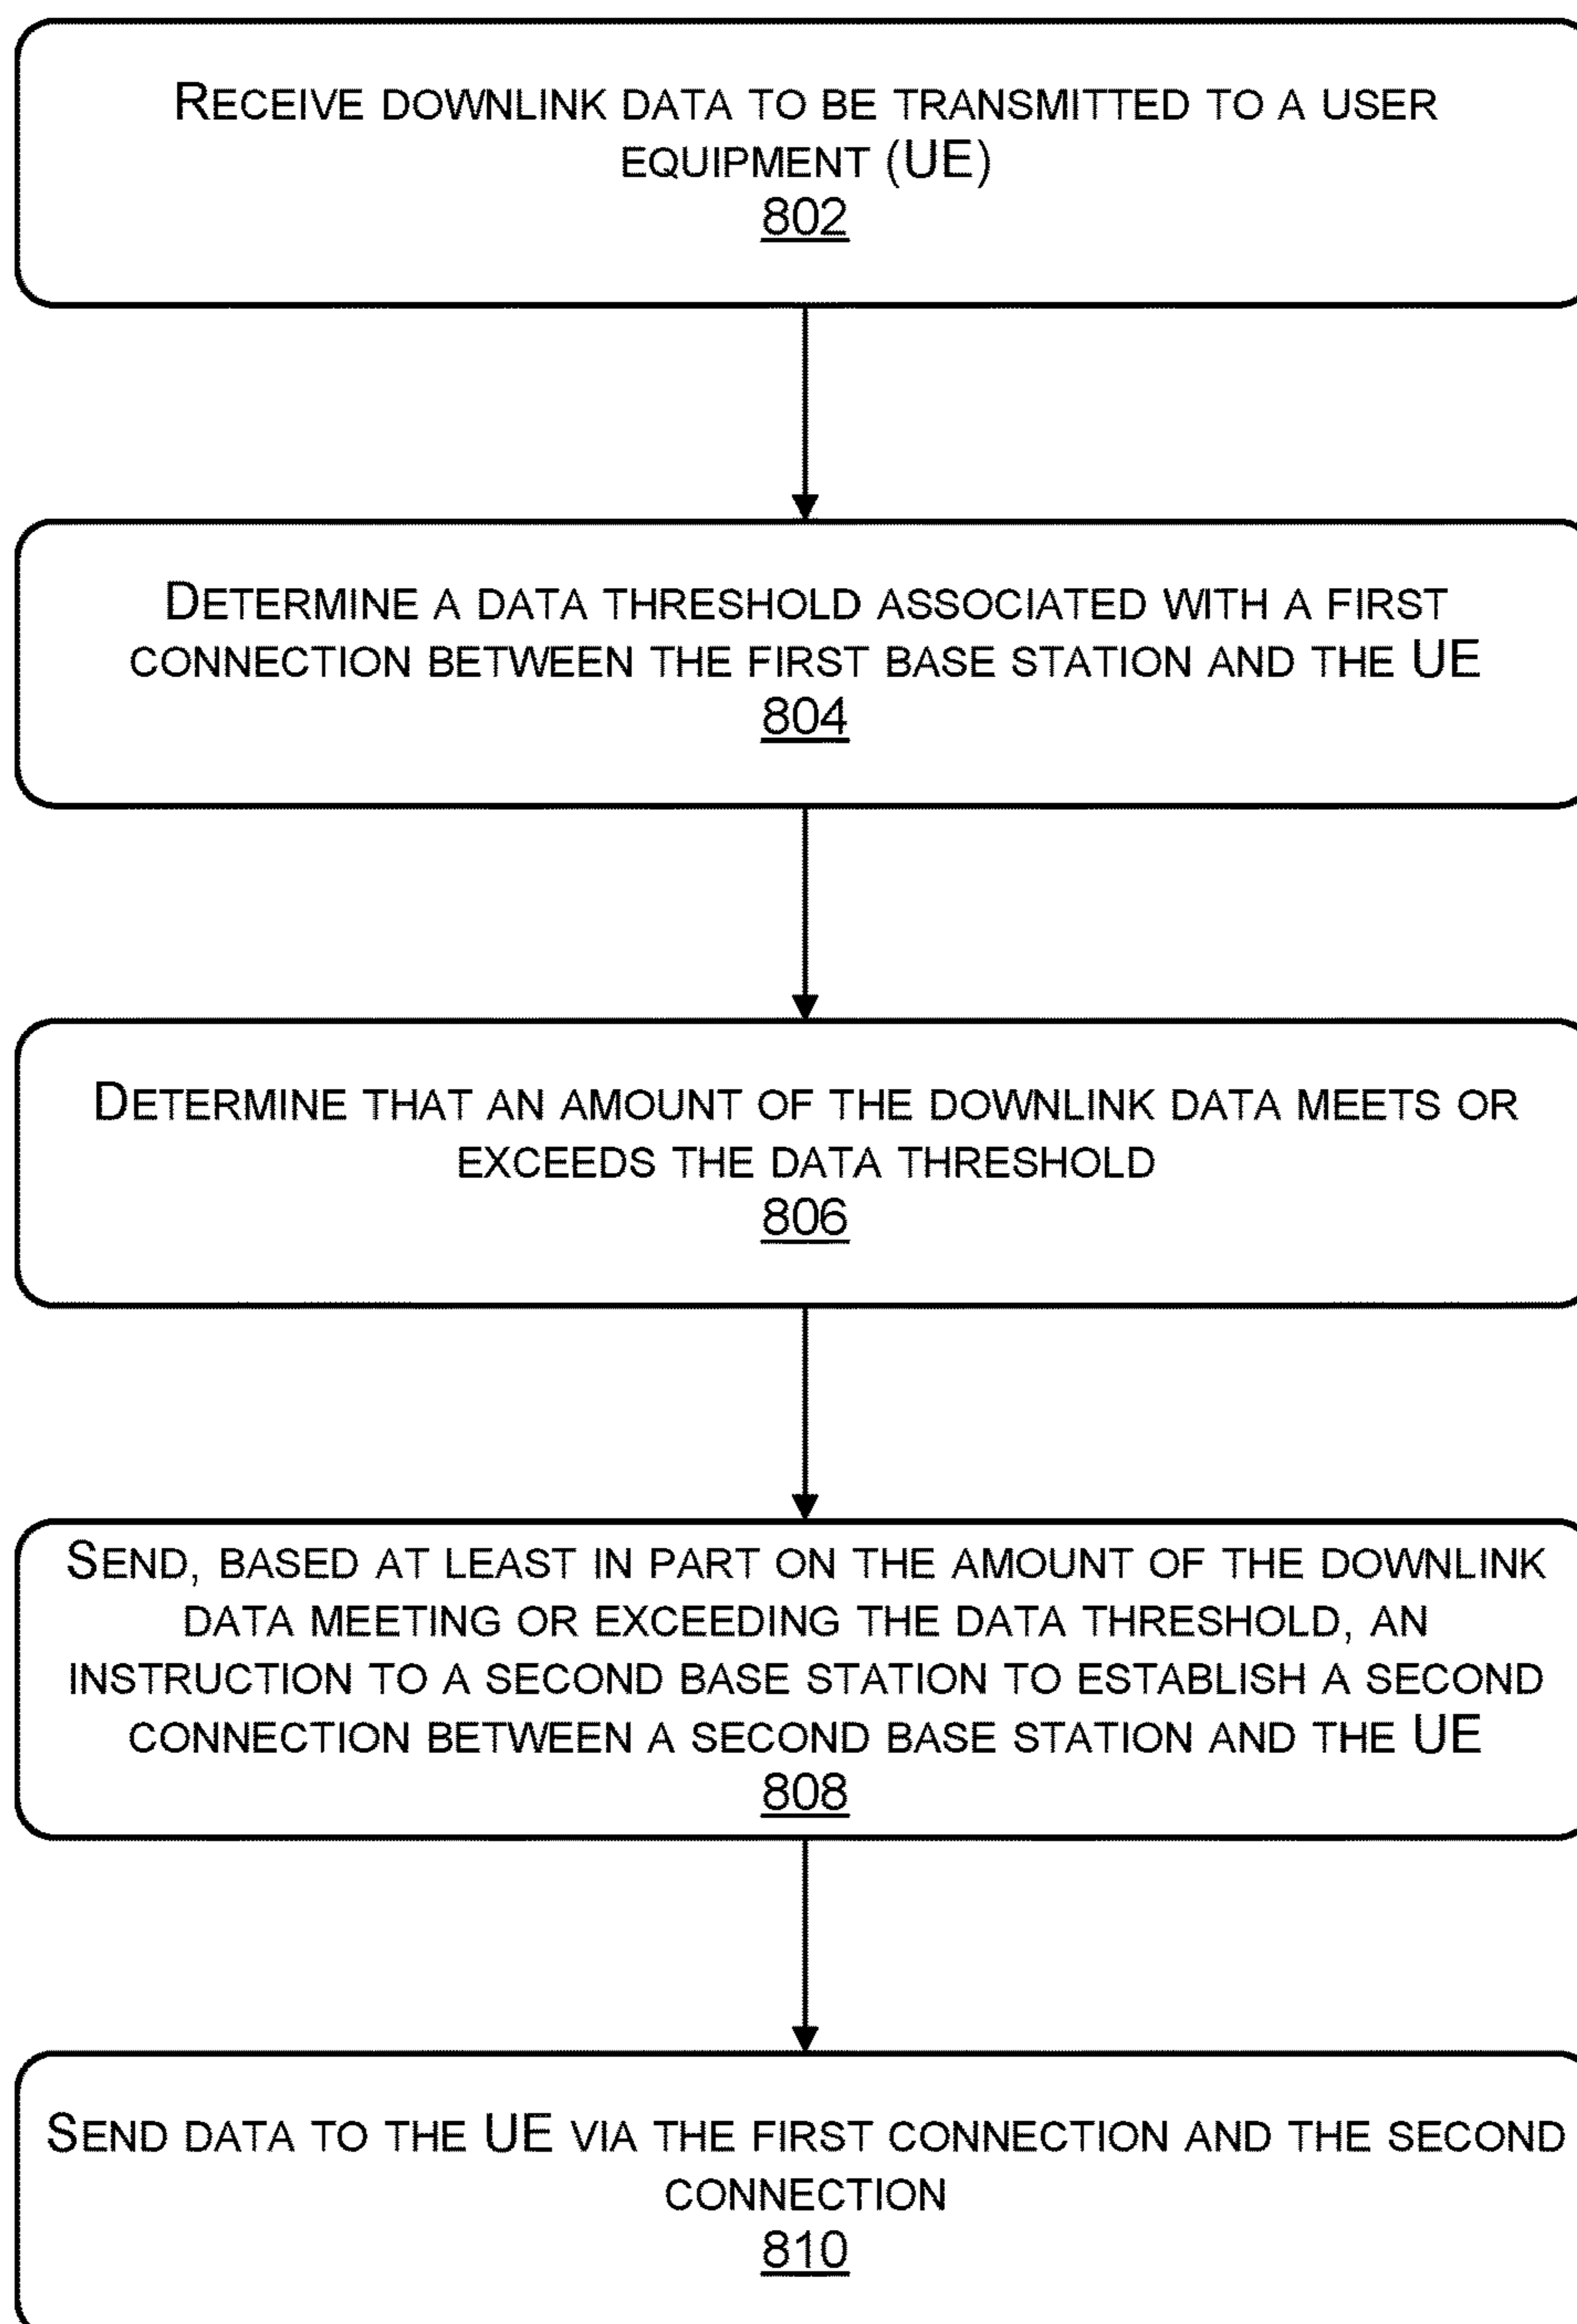 RECEIVE DOWNLINK DATA TO BE TRANSMITTED TO A USER
EQUIPMENT (UE)
802
DETERMINE A DATA THRESHOLD ASSOCIATED WITH A FIRST
CONNECTION BETWEEN THE FIRST BASE STATION AND THE UE
804
DETERMINE THAT AN AMOUNT OF THE DOWNLINK DATA MEETS OR
EXCEEDS THE DATA THRESHOLD
806
SEND, BASED AT LEAST IN PART ON THE AMOUNT OF THE DOWNLINK
DATA MEETING OR EXCEEDING THE DATA THRESHOLD, AN
INSTRUCTION TO A SECOND BASE STATION TO ESTABLISH A SECOND
CONNECTION BETWEEN A SECOND BASE STATION AND THE UE
808
SEND DATA TO THE UE VIA THE FIRST CONNECTION AND THE SECOND
CONNECTION
810